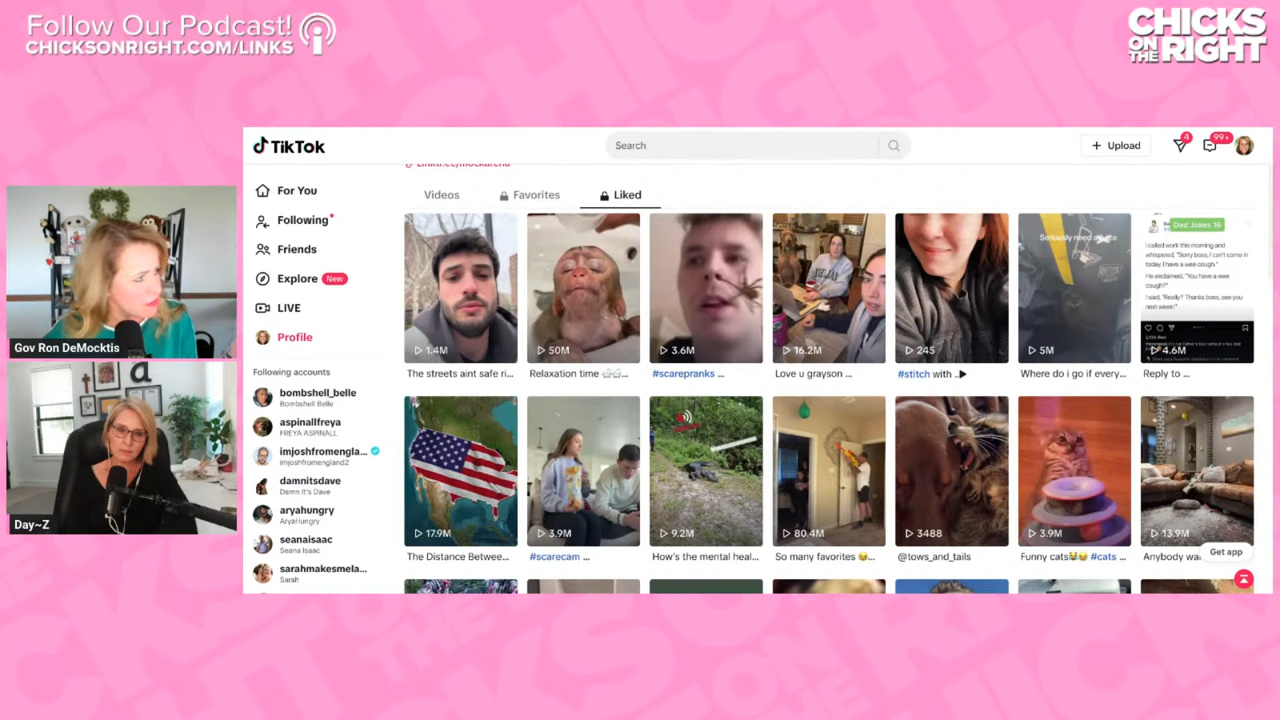 Follow Our Podcast!
CHICKSONRIGHT.COM/LINKS
CHICKS
ON THE
RIGHT
TikTok
Search
+ Upload
4
99+
For You
Following
Friends
Explore New
LIVE
Profile
Following accounts
bombshell_belle
Bombshell Belle
aspinallfreya
FREYA ASPINALL
imjoshfromengla...
imjoshfromengland2
damnitsdave
Damn It's Dave
aryahungry
AryaHungry
seanaisaac
Seana Isaac
sarahmakesmela...
Sarah
Gov Ron DeMocktis
Day~Z
Videos
Favorites
Liked
1.4M
50M
3.6M
16.2M
245
Seriously need advice
5M
Dad Jokes 16
I called work this morning and
whispered, "Sorry boss, I can't come in
today I have a wee cough."
He exclaimed, "You have a wee
cough!"
I said, "Really? Thanks boss, see you
next week!"
4.6M
The streets aint safe ri...
Relaxation time ...
#scarepranks ...
Love u grayson ...
#stitch with ...
Where do i go if every...
Reply to ...
17.9M
3.9M
9.2M
80.4M
3488
3.9M
13.9M
The Distance Betwee...
#scarecam ...
How's the mental heal...
So many favorites ...
@tows_and_tails
Funny cats #cats ...
Anybody wa
Get app